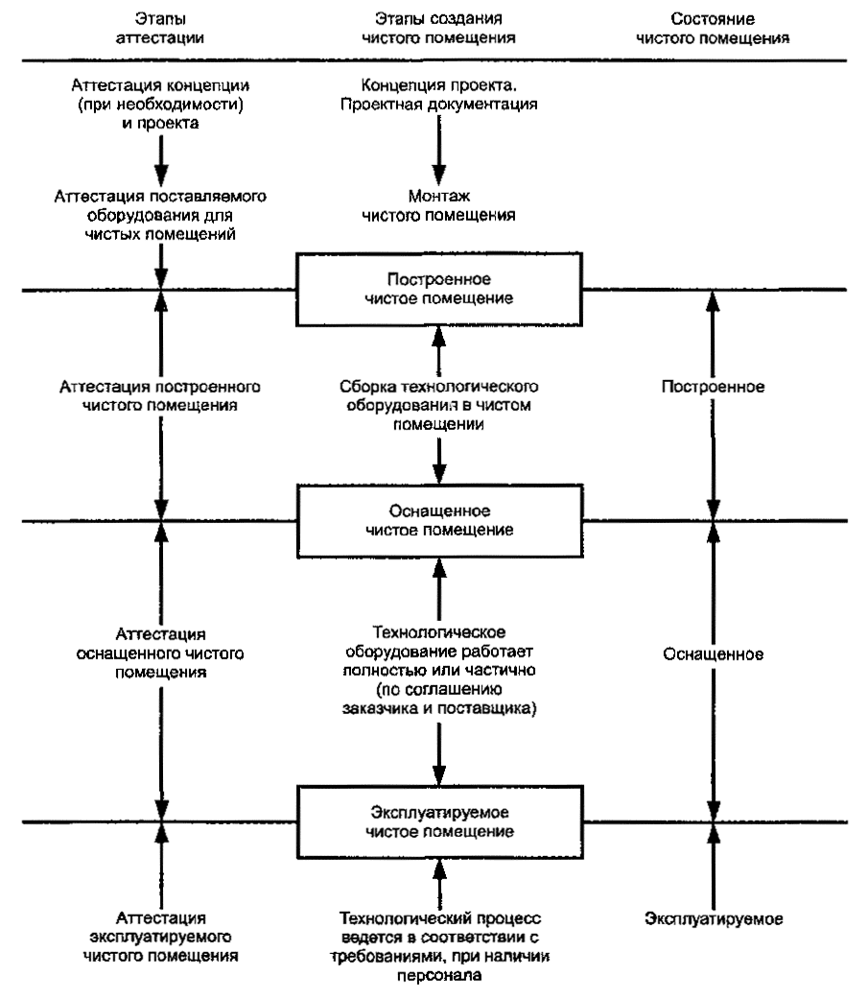 Этапы
аттестации
Этапы создания
чистого помещения
Состояние
чистого помещения
Аттестация концепции
(при необходимости)
и проекта
Концепция проекта.
Проектная документация
Аттестация поставляемого
оборудования для
чистых помещений
Монтаж
чистого помещения
Построенное
чистое помещение
Аттестация построенного
чистого помещения
Сборка технологического
оборудования в чистом
помещении
Построенное
Оснащенное
чистое помещение
Аттестация
оснащенного чистого
помещения
Технологическое
оборудование работает
полностью или частично
(по соглашению
заказчика и поставщика)
Оснащенное
Эксплуатируемое
чистое помещение
Аттестация
эксплуатируемого
чистого помещения
Технологический процесс
ведется в соответствии с
требованиями, при наличии
персонала
Эксплуатируемое